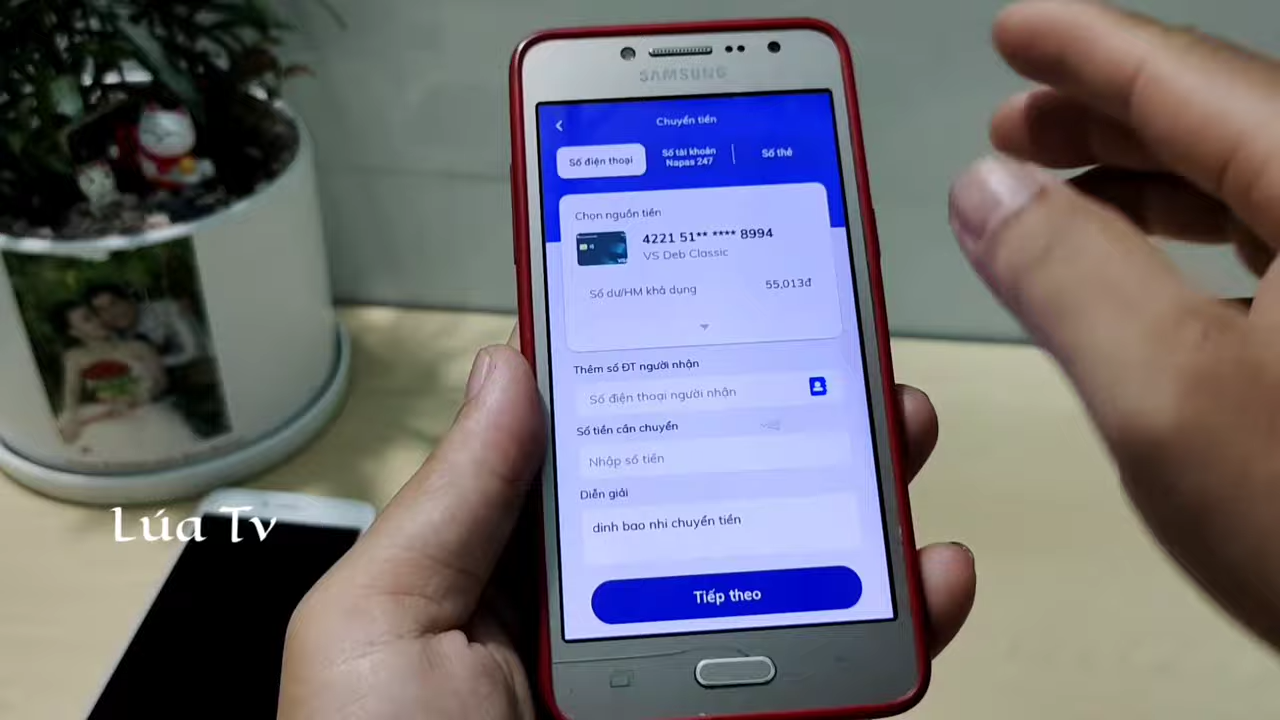 SAMSUNG
Chuyển tiền
Số điện thoại
Số tài khoản
Napas 247
Số thẻ
Chọn nguồn tiền
4221 51** **** 8994
VS Deb Classic
Số dư/HM khả dụng
55,013đ
Thêm số ĐT người nhận
Số điện thoại người nhận
Số tiền cần chuyển
Nhập số tiền
Diễn giải
dinh bao nhi chuyển tiền
Tiếp theo
Lúa Tv